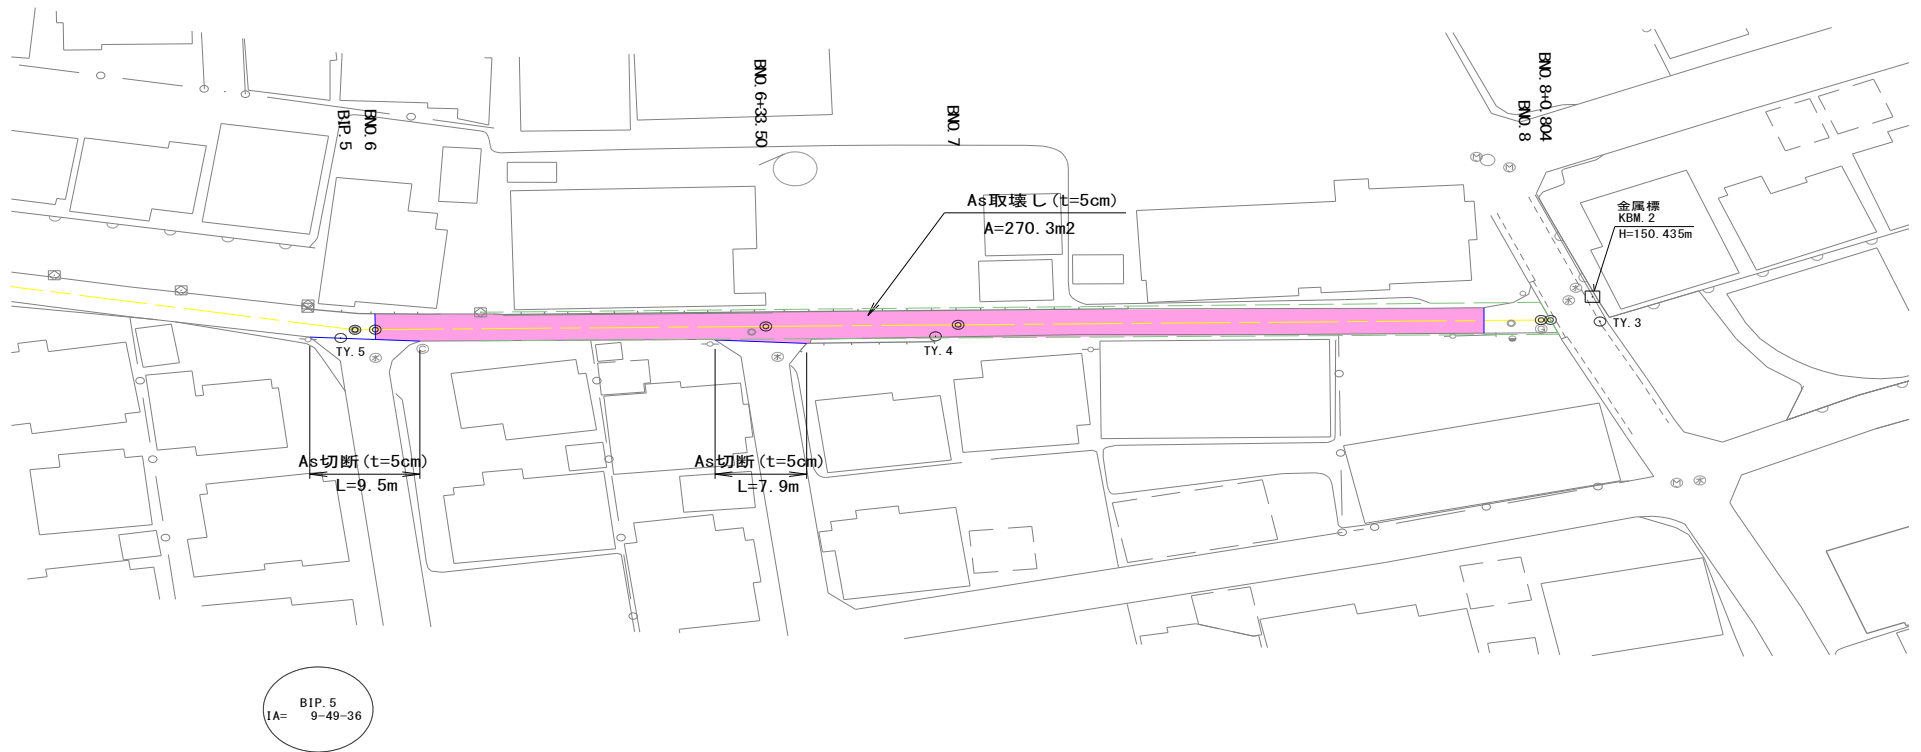 BIP.5
BNO.6
BNO.6+33.50
BNO.7
BNO.8
BNO.8+0.804
As取壊し(t=5cm)
A=270.3m2
金属標
KBM.2
H=150.435m
TY.3
TY.4
TY.5
As切断(t=5cm)
L=9.5m
As切断(t=5cm)
L=7.9m
BIP.5
IA= 9-49-36